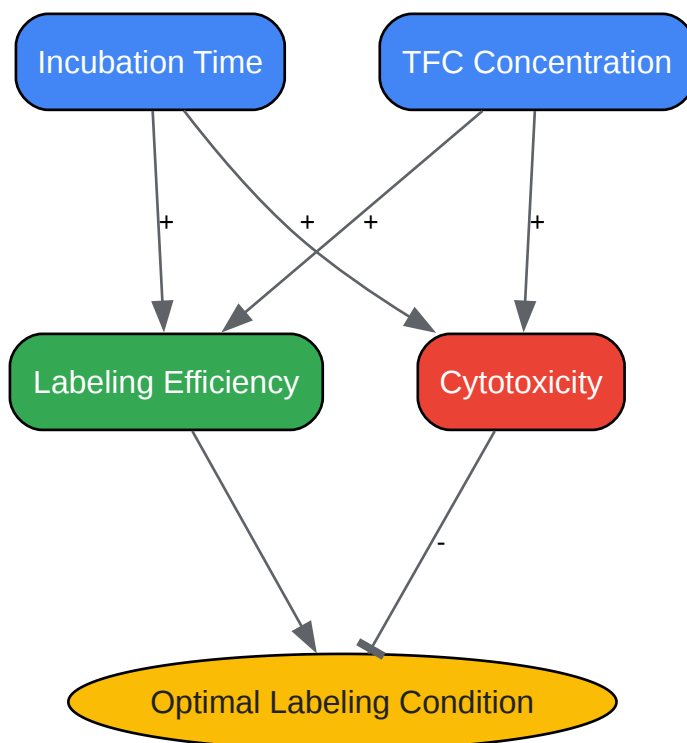 Incubation Time
TFC Concentration
+
+
+
+
Labeling Efficiency
Cytotoxicity
-
Optimal Labeling Condition